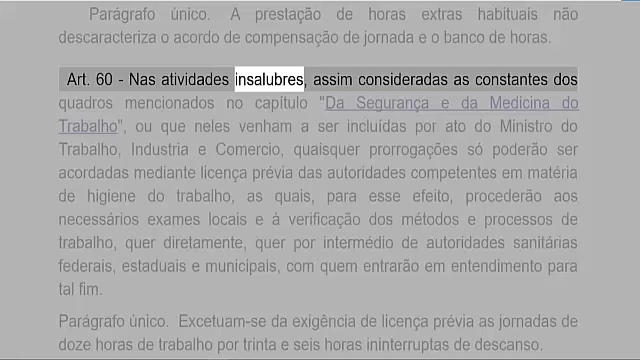 Parágrafo único. A prestação de horas extras habituais não
descaracteriza o acordo de compensação de jornada e o banco de horas.
Art. 60 - Nas atividades insalubres, assim consideradas as constantes dos
quadros mencionados no capítulo "Da Segurança e da Medicina do
Trabalho", ou que neles venham a ser incluídas por ato do Ministro do
Trabalho, Industria e Comercio, quaisquer prorrogações só poderão ser
acordadas mediante licença prévia das autoridades competentes em matéria
de higiene do trabalho, as quais, para esse efeito, procederão aos
necessários exames locais e à verificação dos métodos e processos de
trabalho, quer diretamente, quer por intermédio de autoridades sanitárias
federais, estaduais e municipais, com quem entrarão em entendimento para
tal fim.
Parágrafo único. Excetuam-se da exigência de licença prévia as jornadas de
doze horas de trabalho por trinta e seis horas ininterruptas de descanso.